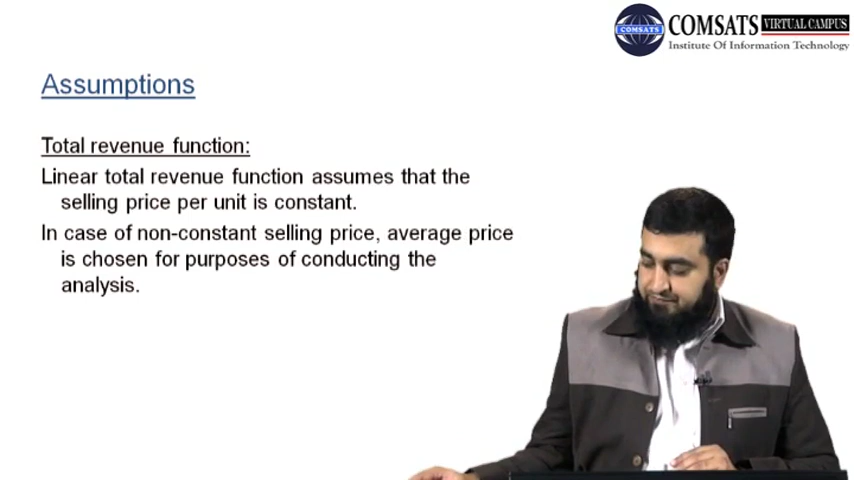 COMSATS
COMSATS VIRTUAL CAMPUS
Institute Of Information Technology
Assumptions
Total revenue function:
Linear total revenue function assumes that the
selling price per unit is constant.
In case of non-constant selling price, average price
is chosen for purposes of conducting the
analysis.